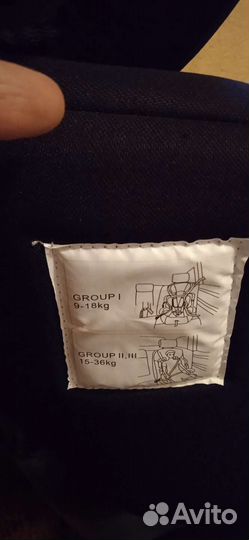 GROUP I
9-18kg
GROUP II,III
15-36kg
Avito